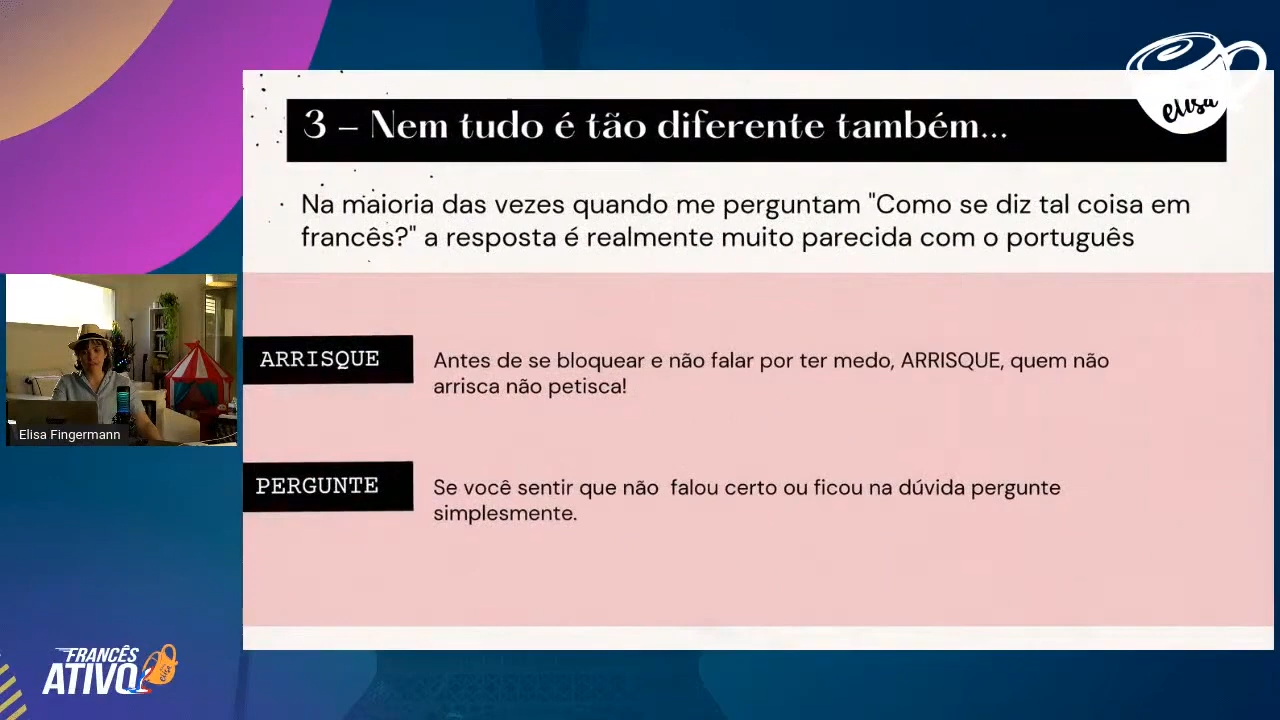 elisa
3 – Nem tudo é tão diferente também...
Na maioria das vezes quando me perguntam "Como se diz tal coisa em
francês?" a resposta é realmente muito parecida com o português
ARRISQUE
Antes de se bloquear e não falar por ter medo, ARRISQUE, quem não
arrisca não petisca!
Elisa Fingermann
PERGUNTE
Se você sentir que não  falou certo ou ficou na dúvida pergunte
simplesmente.
FRANCÊS
ATIVO
elisa